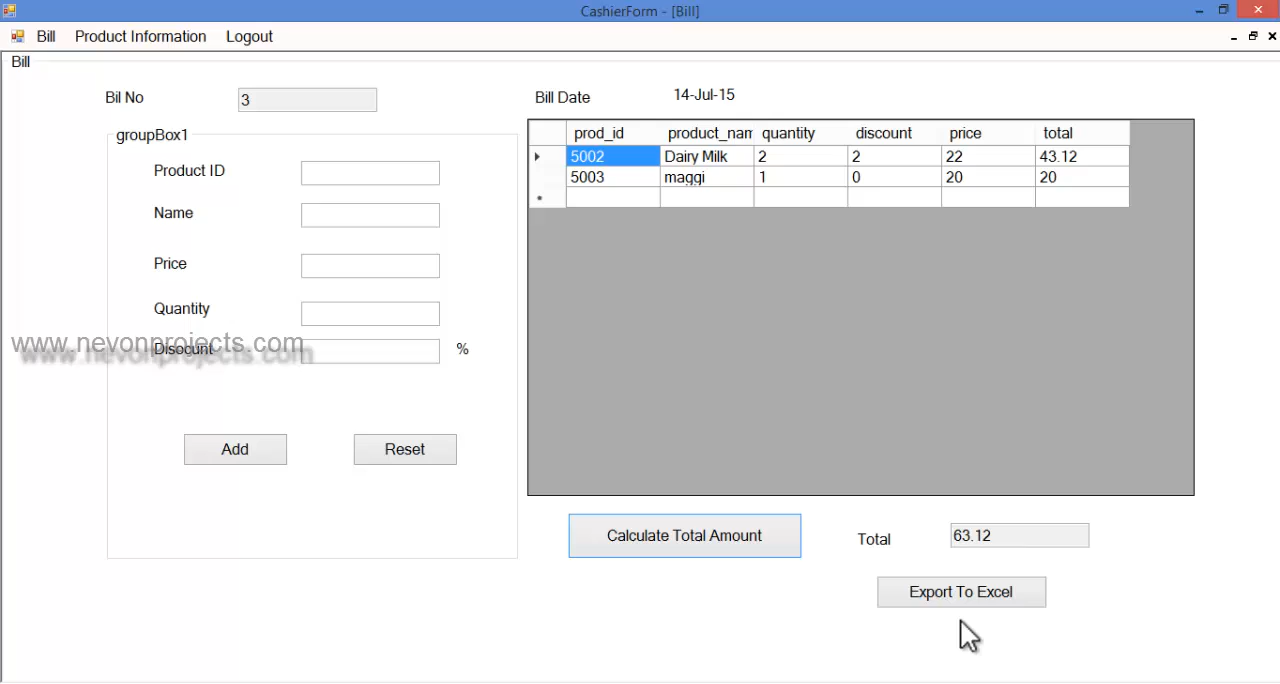 CashierForm - [Bill]
Bill Product Information Logout
Bill
Bil No 3
Bill Date 14-Jul-15
groupBox1
Product ID
Name
Price
Quantity
Disocunt %
www.nevonprojects.com
Add Reset
prod_id product_nam quantity discount price total
5002 Dairy Milk 2 2 22 43.12
5003 maggi 1 0 20 20
Calculate Total Amount
Total 63.12
Export To Excel